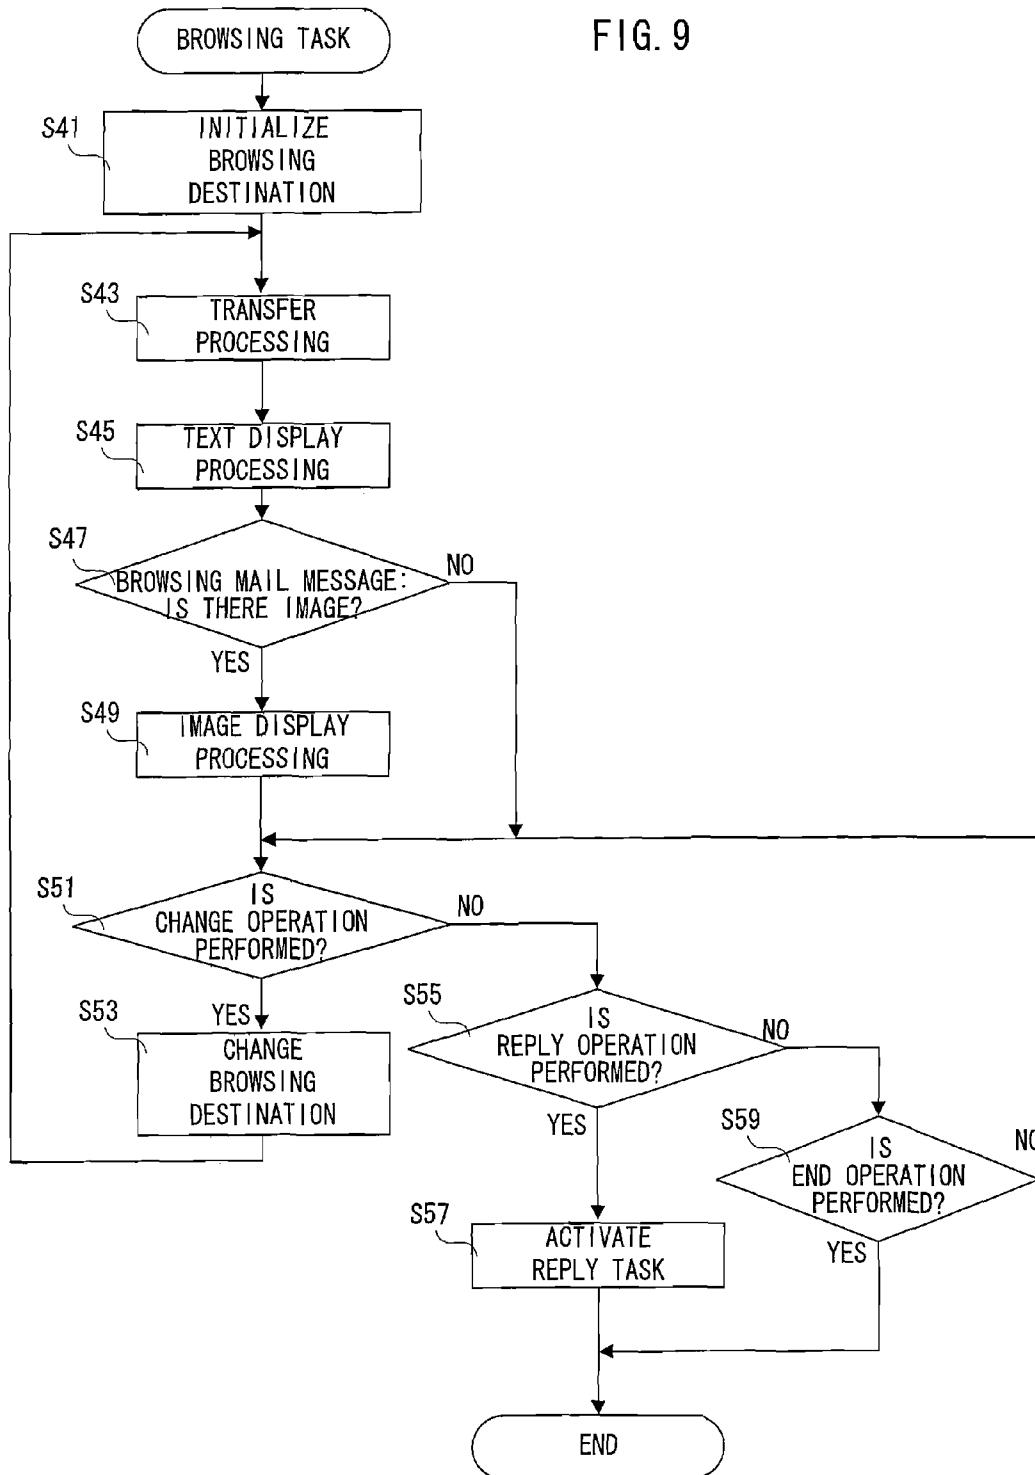 FIG. 9
BROWSING TASK
S41
INITIALIZE
BROWSING
DESTINATION
S43
TRANSFER
PROCESSING
S45
TEXT DISPLAY
PROCESSING
S47
BROWSING MAIL MESSAGE:
IS THERE IMAGE?
NO
YES
S49
IMAGE DISPLAY
PROCESSING
S51
IS
CHANGE OPERATION
PERFORMED?
NO
YES
S53
CHANGE
BROWSING
DESTINATION
S55
IS
REPLY OPERATION
PERFORMED?
NO
YES
S57
ACTIVATE
REPLY TASK
S59
IS
END OPERATION
PERFORMED?
NO
YES
END